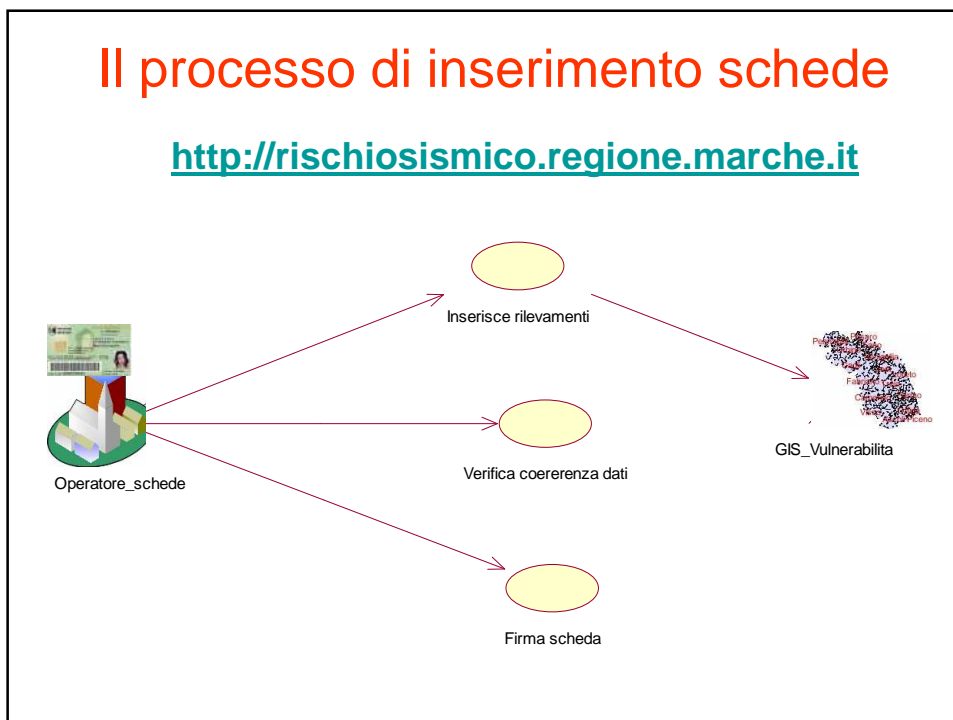 Il processo di inserimento schede
http://rischiosismico.regione.marche.it
Inserisce rilevamenti
Verifica coererenza dati
GIS_Vulnerabilita
Operatore_schede
Firma scheda